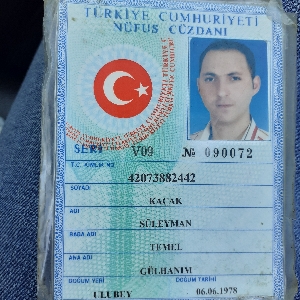 TÜRKİYE CUMHURİYETİ
NÜFUS CÜZDANI
SERİ V09 № 090072
T.C. KİMLİK NO
42073882442
SOYADI
KAÇAK
ADI
SÜLEYMAN
BABA ADI
TEMEL
ANA ADI
GÜLHANIM
DOĞUM YERİ DOĞUM TARİHİ
ULUBEY 06.06.1978